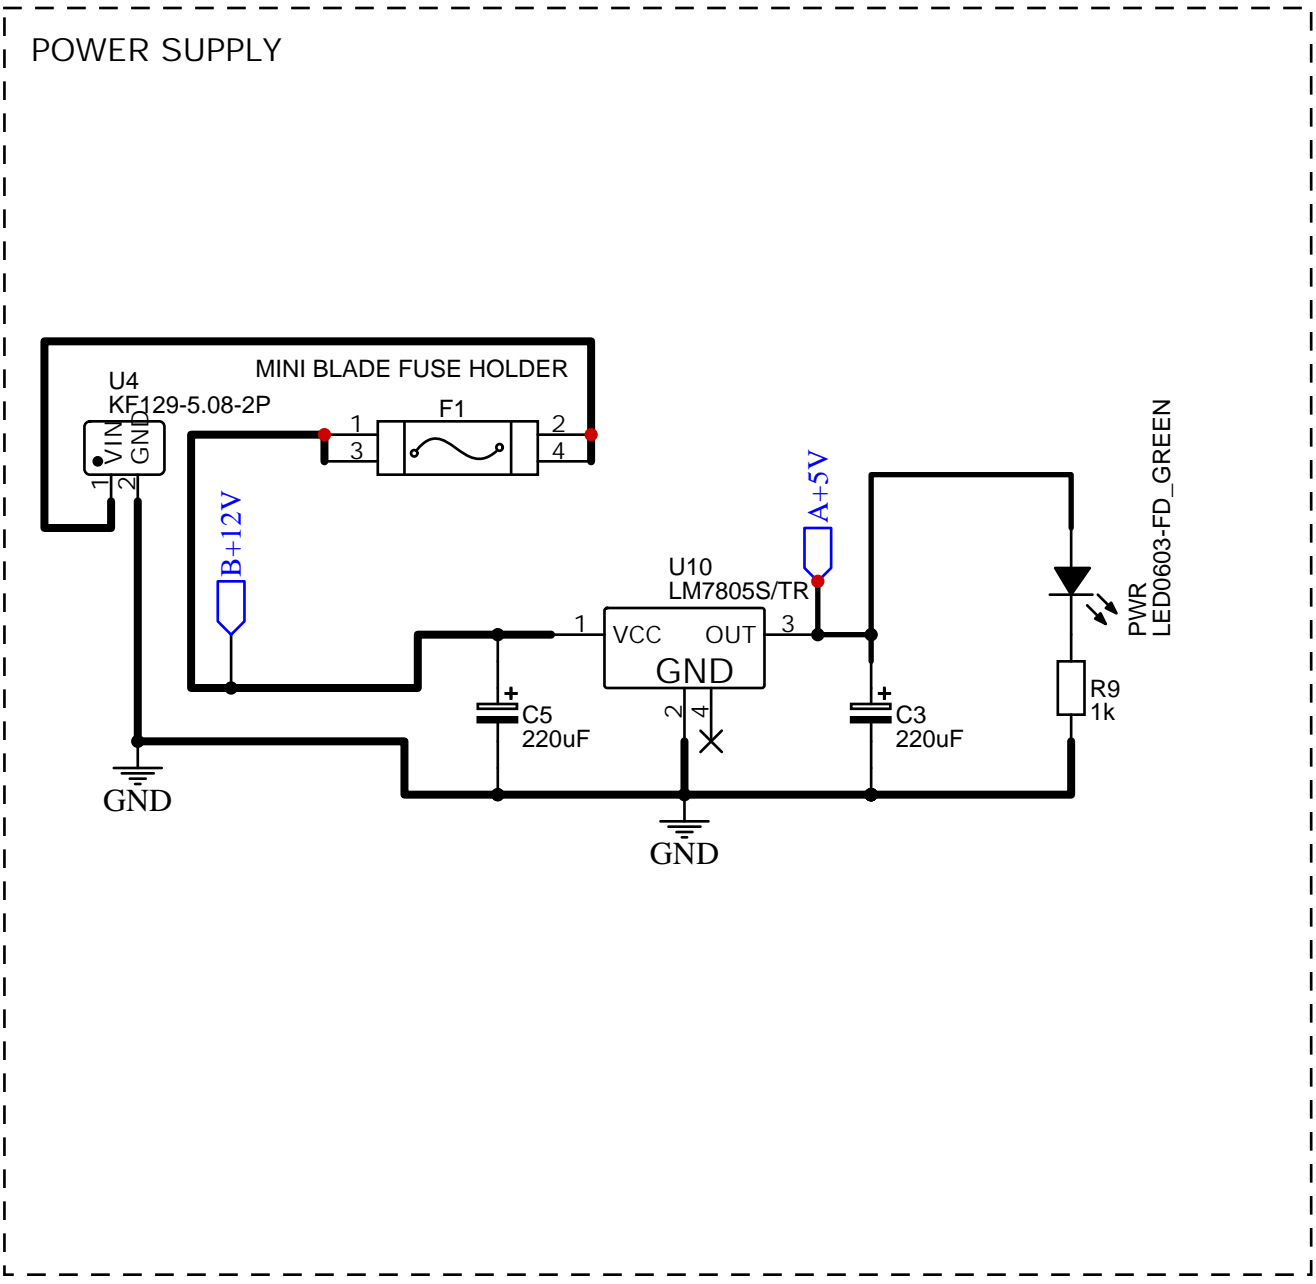 POWER SUPPLY
MINI BLADE FUSE HOLDER
U4
KF129-5.08-2P
VIN
GND
1
2
F1
1
2
3
4
B+12V
A+5V
U10
LM7805S/TR
1
VCC
OUT
3
GND
2
4
+
C5
220uF
+
C3
220uF
PWR
LED0603-FD_GREEN
R9
1k
GND
GND